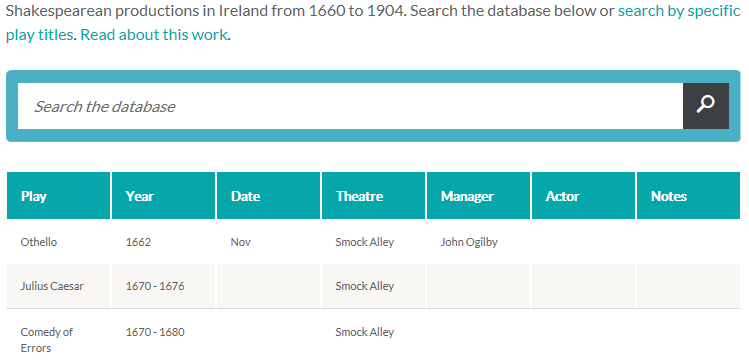 Shakespearean productions in Ireland from 1660 to 1904. Search the database below or search by specific
play titles. Read about this work.
Search the database
Play Year Date Theatre Manager Actor Notes
Othello 1662 Nov Smock Alley John Ogilby
Julius Caesar 1670 - 1676 Smock Alley
Comedy of 1670 - 1680 Smock Alley
Errors